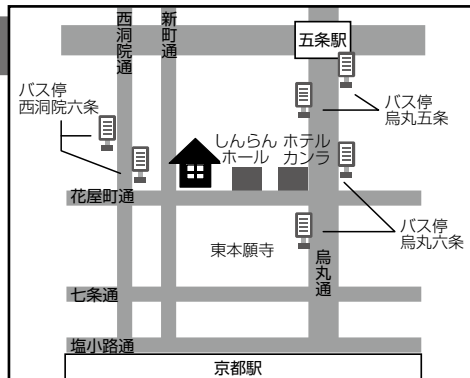 西洞院通
新町通
五条駅
バス停
西洞院六条
バス停
烏丸五条
しんらん
ホール
ホテル
カンラ
花屋町通
バス停
烏丸六条
東本願寺
烏丸通
七条通
塩小路通
京都駅